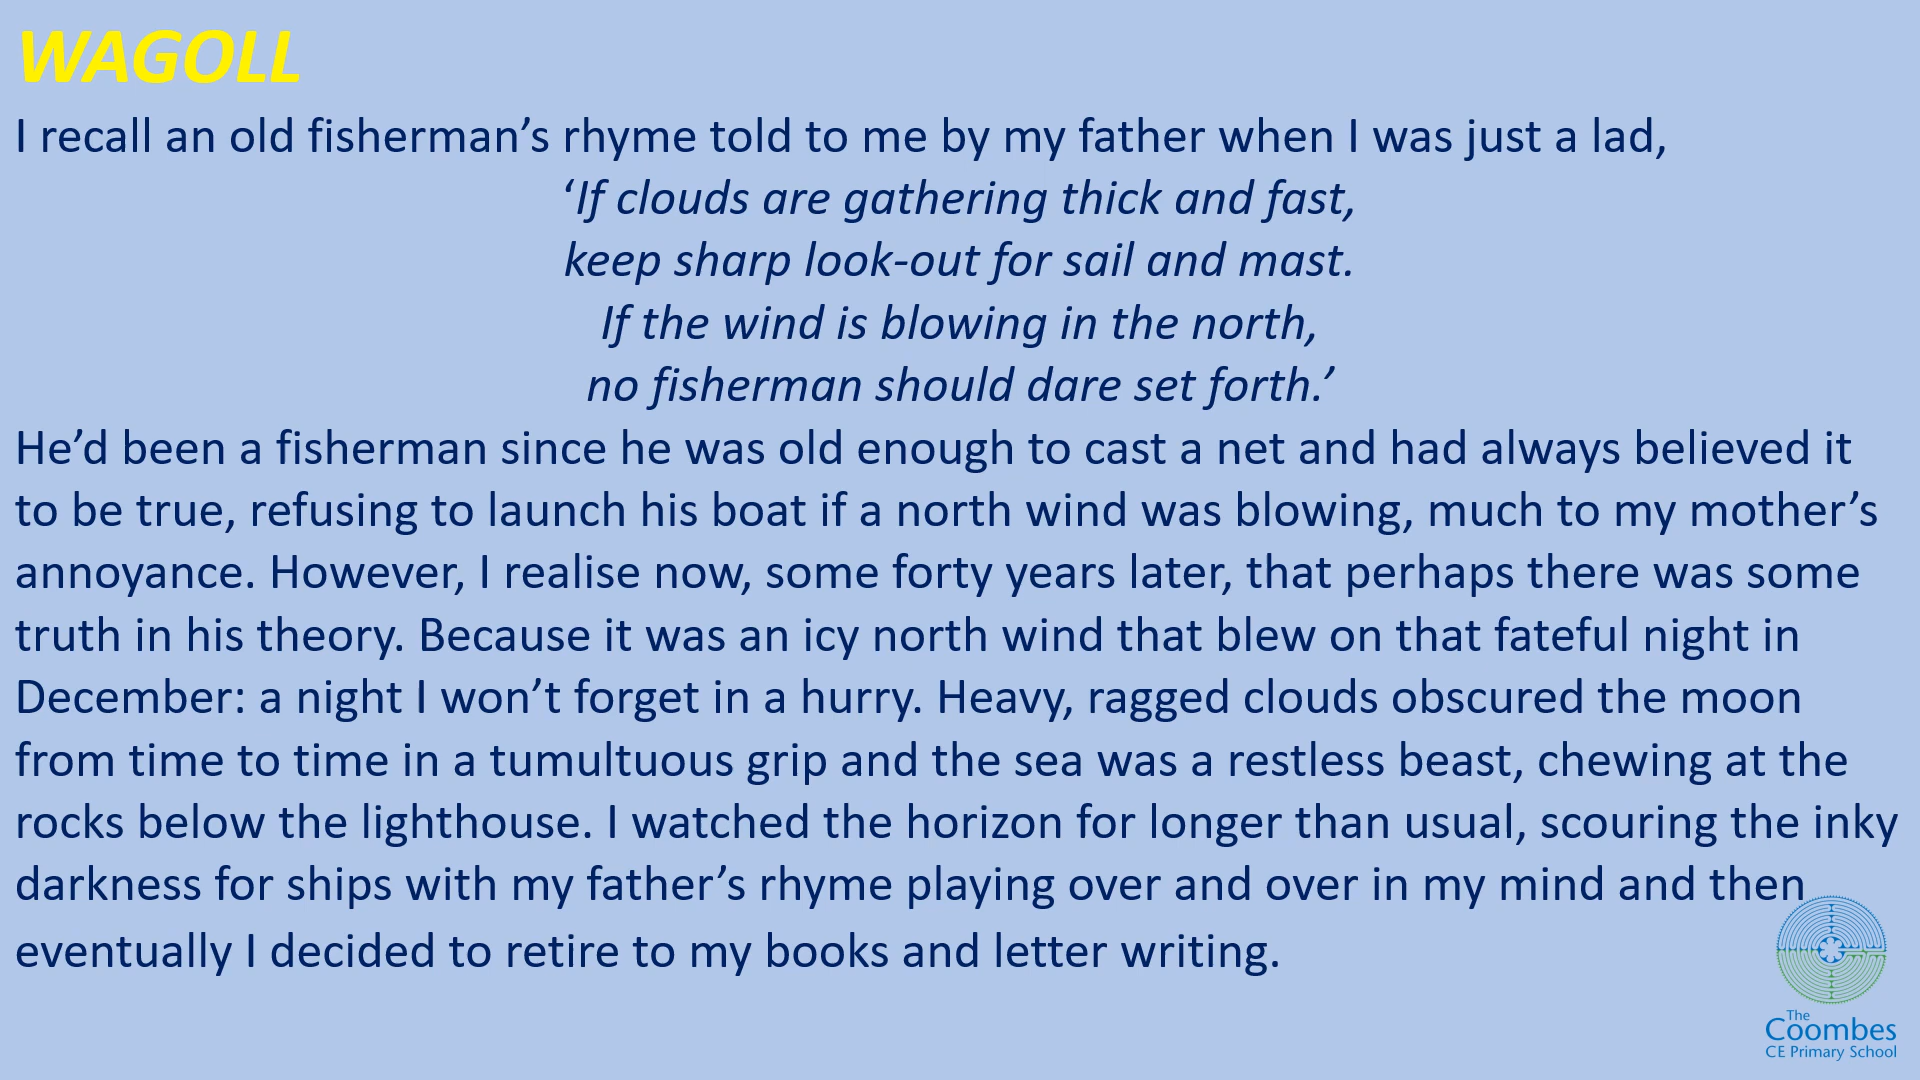 WAGOLL
I recall an old fisherman’s rhyme told to me by my father when I was just a lad,
‘If clouds are gathering thick and fast,
keep sharp look-out for sail and mast.
If the wind is blowing in the north,
no fisherman should dare set forth.’
He’d been a fisherman since he was old enough to cast a net and had always believed it
to be true, refusing to launch his boat if a north wind was blowing, much to my mother’s
annoyance. However, I realise now, some forty years later, that perhaps there was some
truth in his theory. Because it was an icy north wind that blew on that fateful night in
December: a night I won’t forget in a hurry. Heavy, ragged clouds obscured the moon
from time to time in a tumultuous grip and the sea was a restless beast, chewing at the
rocks below the lighthouse. I watched the horizon for longer than usual, scouring the inky
darkness for ships with my father’s rhyme playing over and over in my mind and then
eventually I decided to retire to my books and letter writing.
The
Coombes
CE Primary School